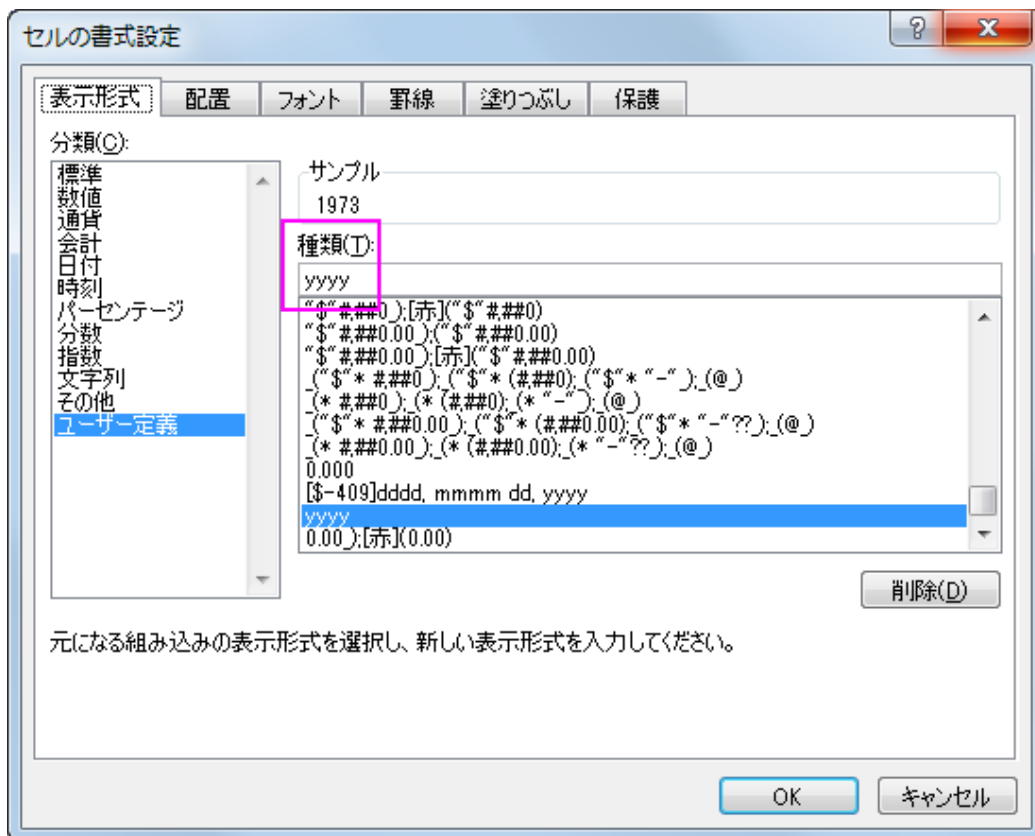 セルの書式設定
表示形式 配置 フォント 罫線 塗りつぶし 保護
分類(C):
標準
数値
通貨
会計
日付
時刻
パーセンテージ
分数
指数
文字列
その他
ユーザー定義
サンプル
1973
種類(T):
yyyy
"$"#,##0_);[赤]("$"#,##0)
"$"#,##0.00_);("$"#,##0.00)
"$"#,##0.00_);[赤]("$"#,##0.00)
_("$"* #,##0_);_("$"* (#,##0);_("$"* "-"_);_(@_)
_(* #,##0_);_(* (#,##0);_(* "-"_);_(@_)
_("$"* #,##0.00_);_("$"* (#,##0.00);_("$"* "-"??_);_(@_)
_(* #,##0.00_);_(* (#,##0.00);_(* "-"??_);_(@_)
0.000
[$-409]dddd, mmmm dd, yyyy
yyyy
0.00_);[赤](0.00)
削除(D)
元になる組み込みの表示形式を選択し、新しい表示形式を入力してください。
OK キャンセル